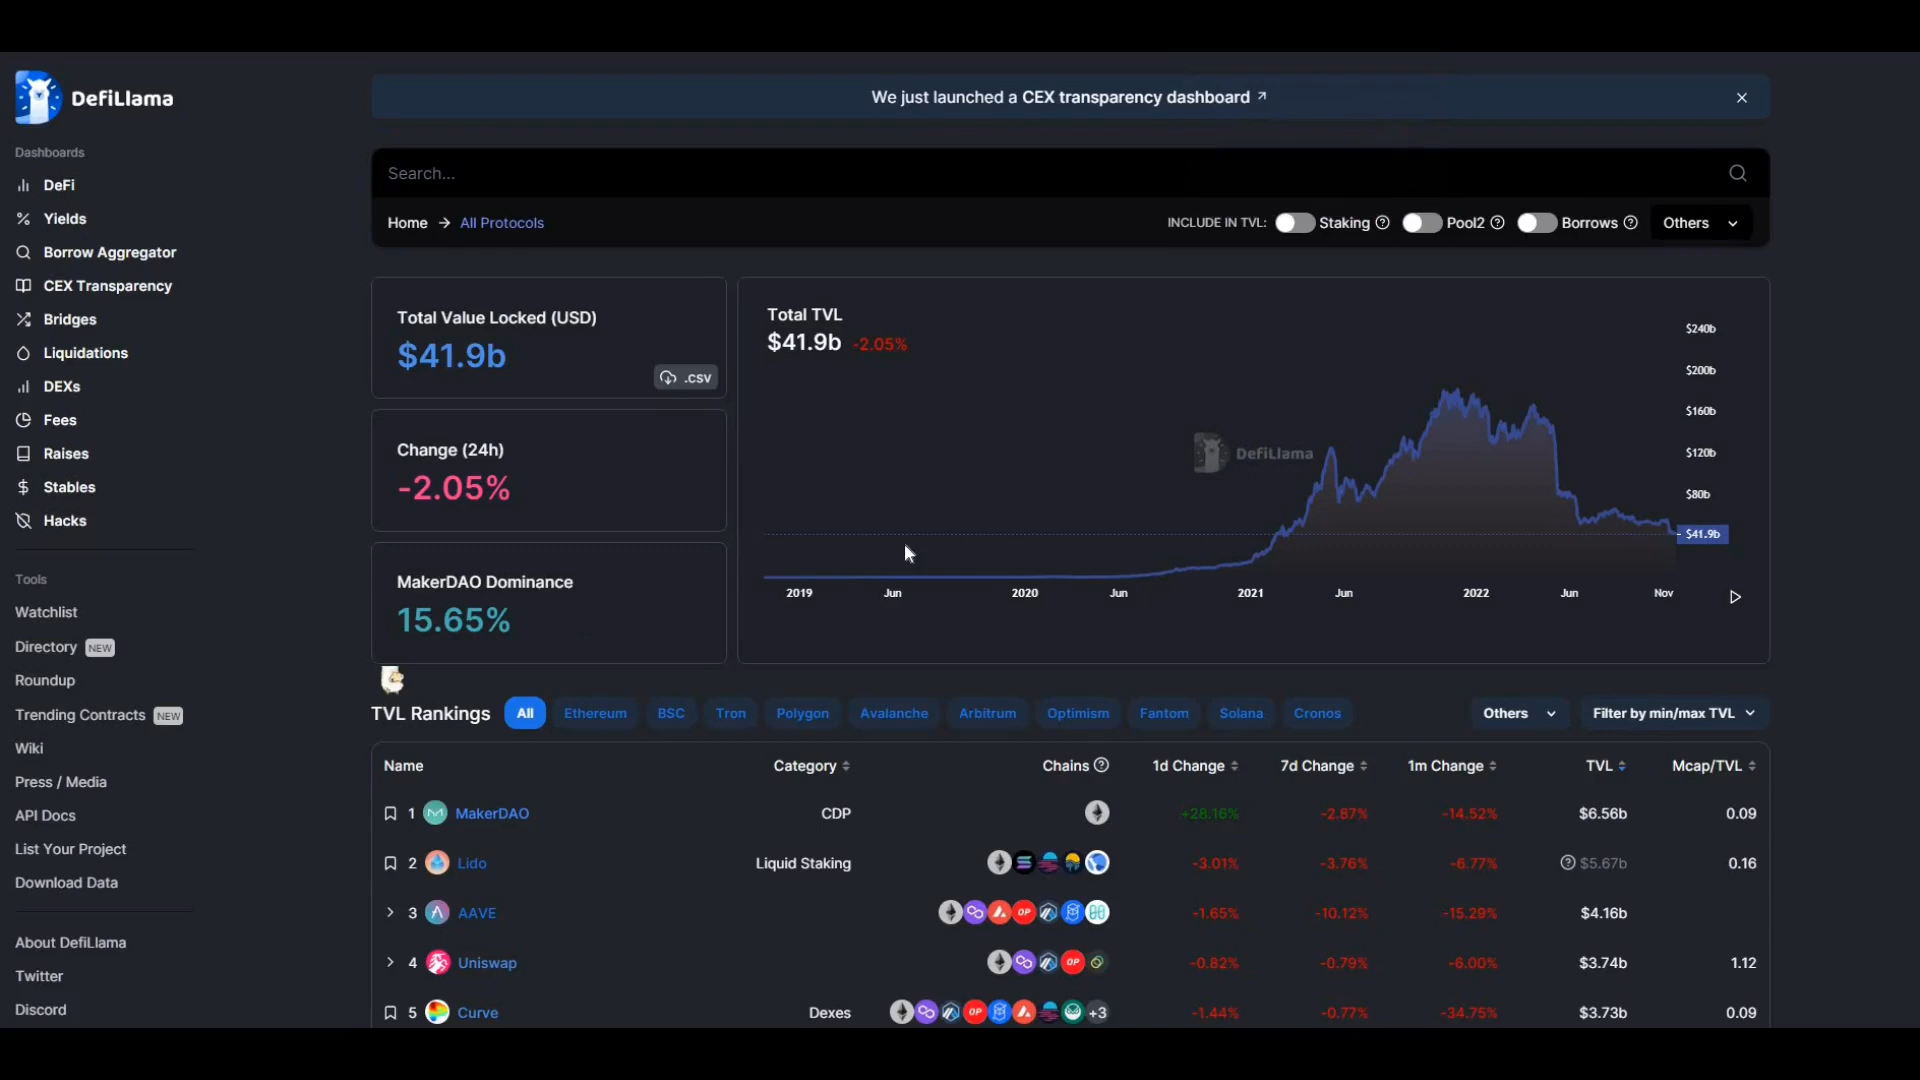 DefiLlama
We just launched a CEX transparency dashboard ↗
Dashboards
DeFi
Yields
Borrow Aggregator
CEX Transparency
Bridges
Liquidations
DEXs
Fees
Raises
Stables
Hacks
Tools
Watchlist
Directory NEW
Roundup
Trending Contracts NEW
Wiki
Press / Media
API Docs
List Your Project
Download Data
About DefiLlama
Twitter
Discord
Search...
Home → All Protocols
INCLUDE IN TVL: Staking Pool2 Borrows Others
Total Value Locked (USD)
$41.9b
.csv
Change (24h)
-2.05%
MakerDAO Dominance
15.65%
Total TVL
$41.9b -2.05%
DefiLlama
$240b
$200b
$160b
$120b
$80b
$41.9b
2019 Jun 2020 Jun 2021 Jun 2022 Jun Nov
TVL Rankings All Ethereum BSC Tron Polygon Avalanche Arbitrum Optimism Fantom Solana Cronos Others Filter by min/max TVL
Name Category Chains 1d Change 7d Change 1m Change TVL Mcap/TVL
1 MakerDAO CDP +28.16% -2.87% -14.52% $6.56b 0.09
2 Lido Liquid Staking -3.01% -3.76% -6.77% $5.67b 0.16
3 AAVE OP -1.65% -10.12% -15.29% $4.16b
4 Uniswap OP -0.82% -0.79% -6.00% $3.74b 1.12
5 Curve Dexes OP +3 -1.44% -0.77% -34.75% $3.73b 0.09